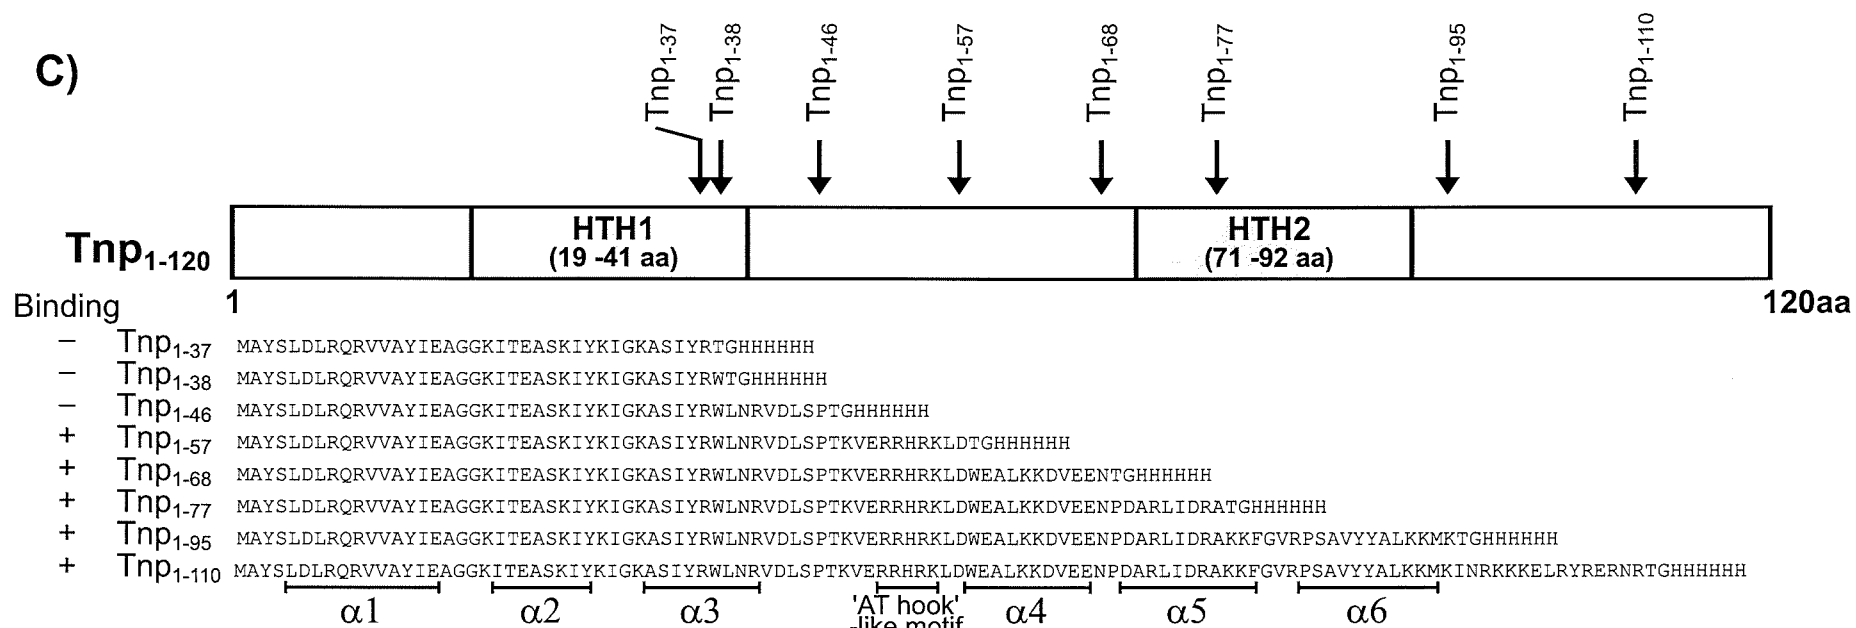 C)
Tnp1-37 Tnp1-38 Tnp1-46 Tnp1-57 Tnp1-68 Tnp1-77 Tnp1-95 Tnp1-110
HTH1 HTH2
Tnp1-120 (19 -41 aa) (71 -92 aa)
Binding 1 120aa
– Tnp1-37 MAYSLDLRQRVVAYIEAGGKITEASKIYKIGKASIYRTGHHHHHH
– Tnp1-38 MAYSLDLRQRVVAYIEAGGKITEASKIYKIGKASIYRWTGHHHHHH
– Tnp1-46 MAYSLDLRQRVVAYIEAGGKITEASKIYKIGKASIYRWLNRVDLSPTGHHHHHH
+ Tnp1-57 MAYSLDLRQRVVAYIEAGGKITEASKIYKIGKASIYRWLNRVDLSPTKVERRHRKLDTGHHHHHH
+ Tnp1-68 MAYSLDLRQRVVAYIEAGGKITEASKIYKIGKASIYRWLNRVDLSPTKVERRHRKLDWEALKKDVEENTGHHHHHH
+ Tnp1-77 MAYSLDLRQRVVAYIEAGGKITEASKIYKIGKASIYRWLNRVDLSPTKVERRHRKLDWEALKKDVEENPDARLIDRATGHHHHHH
+ Tnp1-95 MAYSLDLRQRVVAYIEAGGKITEASKIYKIGKASIYRWLNRVDLSPTKVERRHRKLDWEALKKDVEENPDARLIDRAKKFGVRPSAVYYALKKMKTGHHHHHH
+ Tnp1-110 MAYSLDLRQRVVAYIEAGGKITEASKIYKIGKASIYRWLNRVDLSPTKVERRHRKLDWEALKKDVEENPDARLIDRAKKFGVRPSAVYYALKKMKINRKKKELRYRERNRTGHHHHHH
α1 α2 α3 'AT hook' α4 α5 α6
-like motif